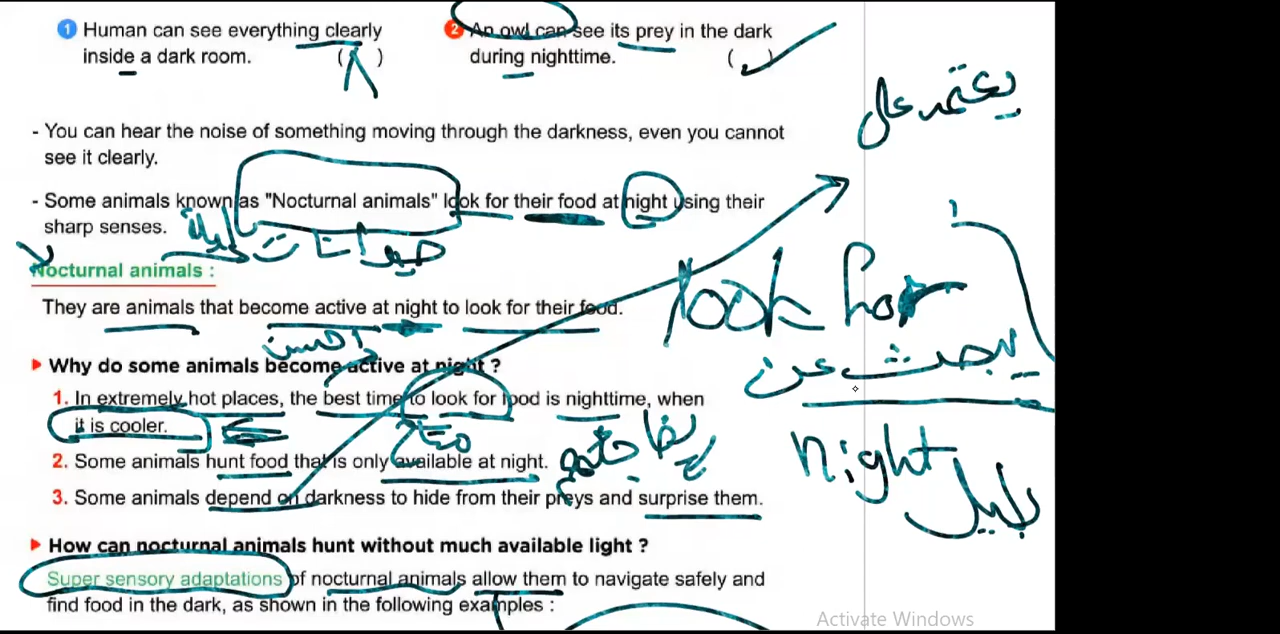 1 Human can see everything clearly
inside a dark room. ( )
2 An owl can see its prey in the dark
during nighttime. ( ✓ )
يعتمد على
- You can hear the noise of something moving through the darkness, even you cannot
see it clearly.
- Some animals known as "Nocturnal animals" look for their food at night using their
sharp senses.
حيوانات ليلية
Nocturnal animals :
They are animals that become active at night to look for their food.
look for
يبحث عن
احسن
Why do some animals become active at night ?
1. In extremely hot places, the best time to look for food is nighttime, when
it is cooler.
متاح
night
بليل
2. Some animals hunt food that is only available at night.
3. Some animals depend on darkness to hide from their preys and surprise them.
How can nocturnal animals hunt without much available light ?
Super sensory adaptations of nocturnal animals allow them to navigate safely and
find food in the dark, as shown in the following examples :
Activate Windows